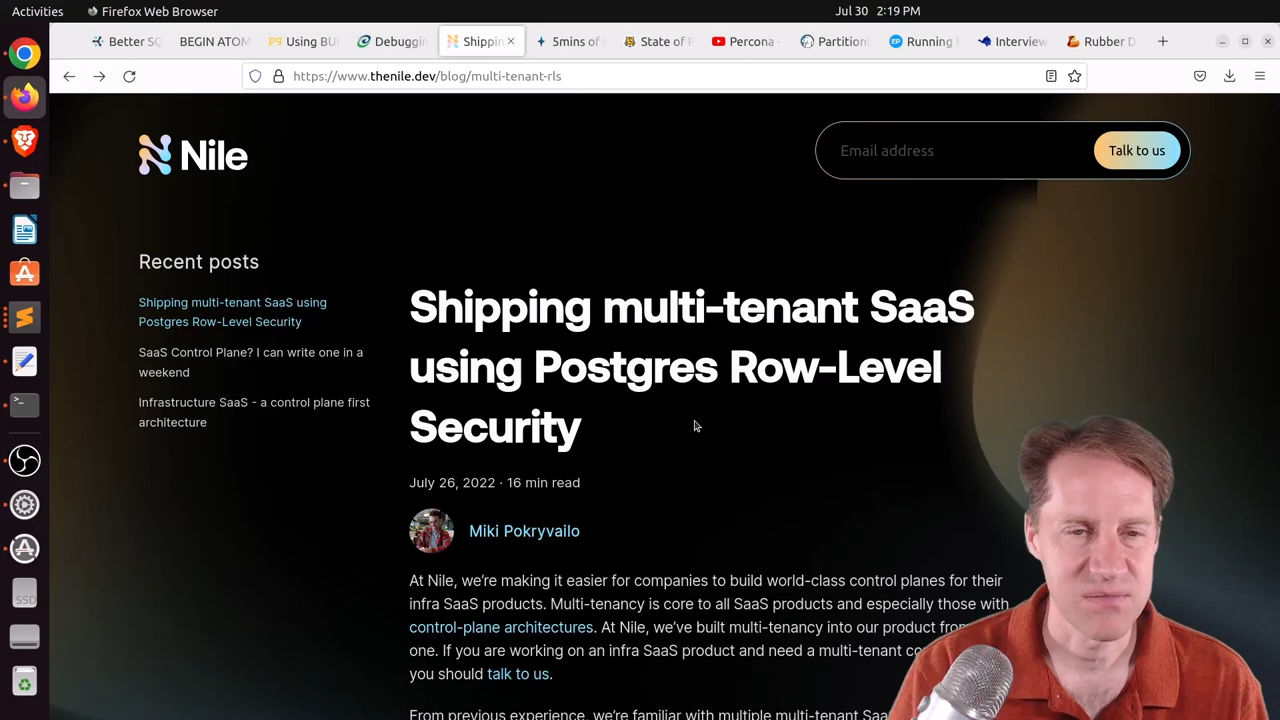 Activities
Firefox Web Browser
Jul 30 2:19 PM
Better SQ
BEGIN ATOM
Using BU
Debuggin
Shippin
5mins of
State of P
Percona -
Partition
Running
Interview
Rubber D
https://www.thenile.dev/blog/multi-tenant-rls
Nile
Email address
Talk to us
Recent posts
Shipping multi-tenant SaaS using
Postgres Row-Level Security
SaaS Control Plane? I can write one in a
weekend
Infrastructure SaaS - a control plane first
architecture
Shipping multi-tenant SaaS
using Postgres Row-Level
Security
July 26, 2022 · 16 min read
Miki Pokryvailo
At Nile, we’re making it easier for companies to build world-class control planes for their
infra SaaS products. Multi-tenancy is core to all SaaS products and especially those with
control-plane architectures. At Nile, we’ve built multi-tenancy into our product from
one. If you are working on an infra SaaS product and need a multi-tenant co
you should talk to us.
From previous experience, we’re familiar with multiple multi-tenant Saa
SSD